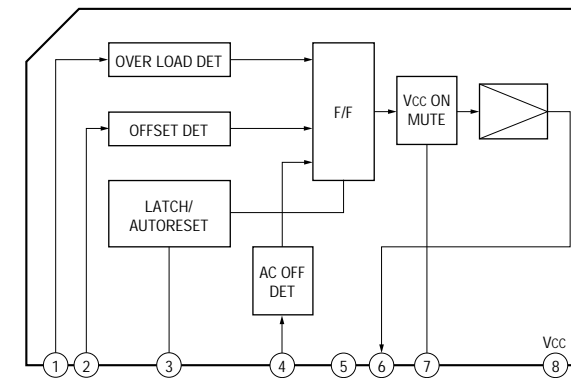 OVER LOAD DET
OFFSET DET
LATCH/
AUTORESET
F/F
Vcc ON
MUTE
AC OFF
DET
Vcc
1 2 3 4 5 6 7 8